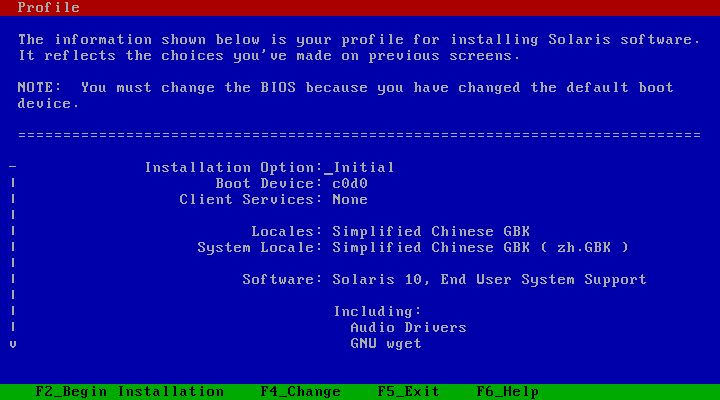 Profile
The information shown below is your profile for installing Solaris software.
It reflects the choices you've made on previous screens.
NOTE:  You must change the BIOS because you have changed the default boot
device.
============================================================================
Installation Option: Initial
Boot Device: c0d0
Client Services: None
Locales: Simplified Chinese GBK
System Locale: Simplified Chinese GBK ( zh.GBK )
Software: Solaris 10, End User System Support
Including:
Audio Drivers
GNU wget
F2_Begin Installation    F4_Change    F5_Exit    F6_Help